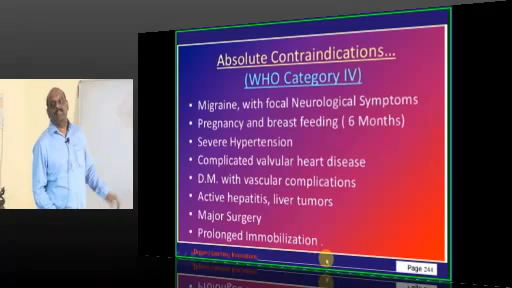 Absolute Contraindications...
(WHO Category IV)
• Migraine, with focal Neurological Symptoms
• Pregnancy and breast feeding ( 6 Months)
• Severe Hypertension
• Complicated valvular heart disease
• D.M. with vascular complications
• Active hepatitis, liver tumors
• Major Surgery
• Prolonged Immobilization .
Page 244